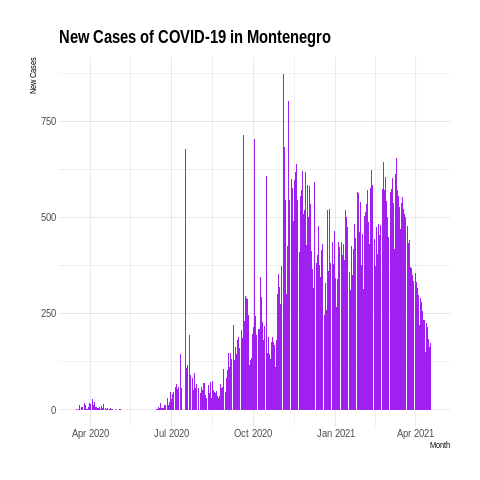 New Cases of COVID-19 in Montenegro
New Cases
750
500
250
0
Apr 2020 Jul 2020 Oct 2020 Jan 2021 Apr 2021
Month